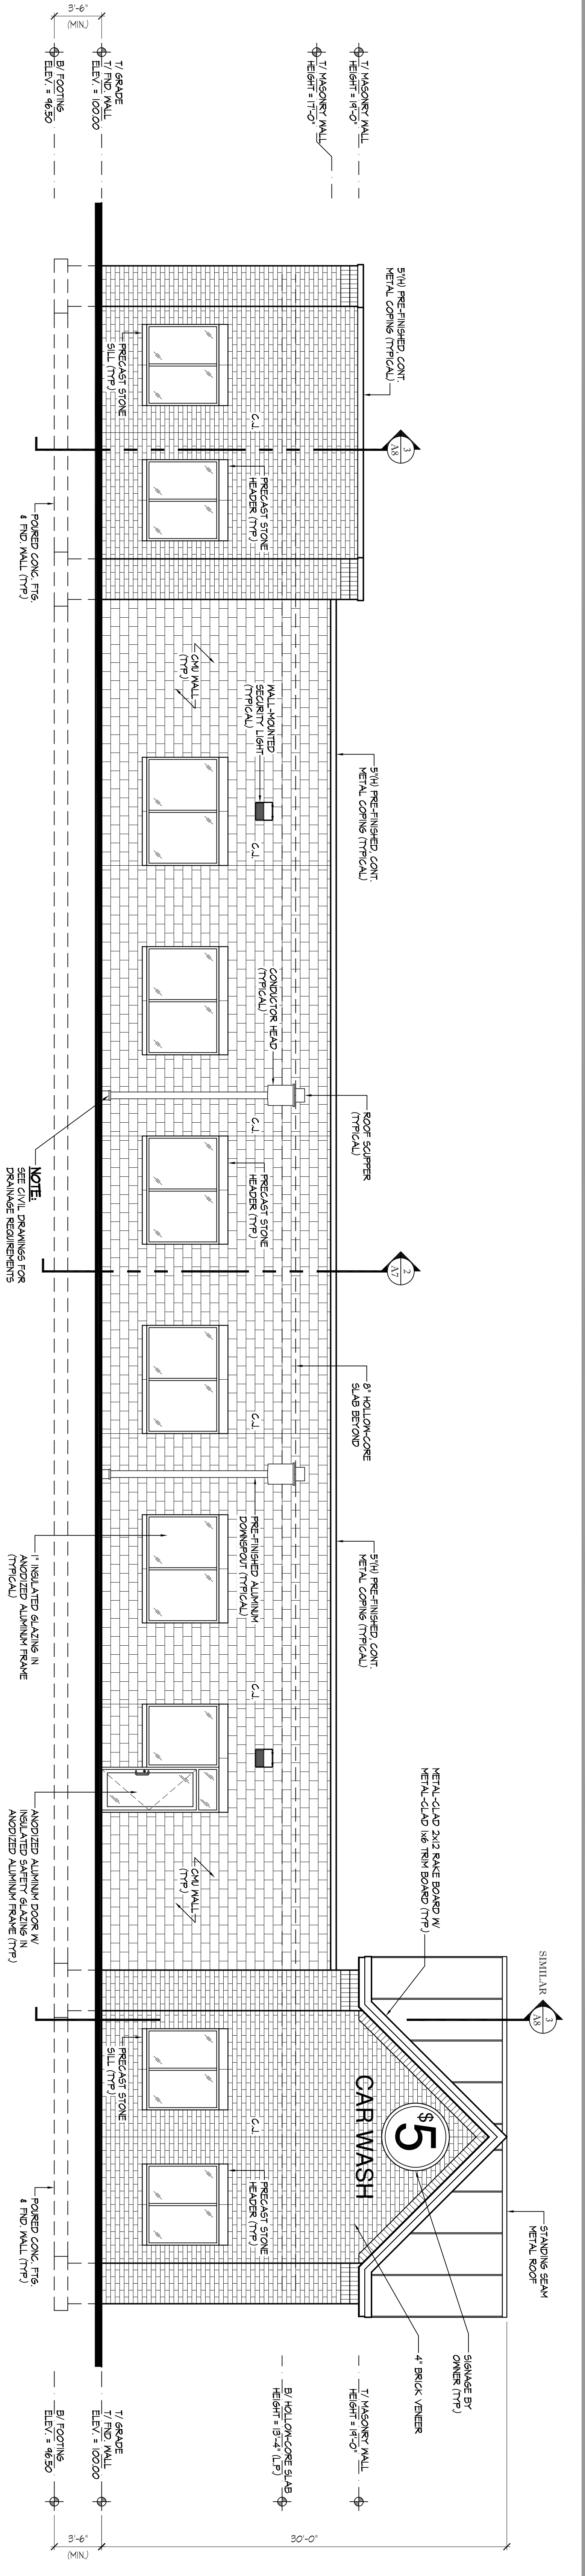 3'-6"
(MIN.)
T/ MASONRY WALL
HEIGHT = 19'-0"
T/ MASONRY WALL
HEIGHT = 17'-0"
T/ GRADE
T/ FND. WALL
ELEV. = 100.00
B/ FOOTING
ELEV. = 96.50
5"(H) PRE-FINISHED, CONT.
METAL COPING (TYPICAL)
PRECAST STONE
SILL (TYP.)
C.J.
3
A8
PRECAST STONE
HEADER (TYP.)
POURED CONC. FTG.
& FND. WALL (TYP.)
CMU WALL
(TYP.)
WALL-MOUNTED
SECURITY LIGHT
(TYPICAL)
5"(H) PRE-FINISHED, CONT.
METAL COPING (TYPICAL)
C.J.
CONDUCTOR HEAD
(TYPICAL)
ROOF SCUPPER
(TYPICAL)
C.J.
PRECAST STONE
HEADER (TYP.)
NOTE:
SEE CIVIL DRAWINGS FOR
DRAINAGE REQUIREMENTS
2
A7
8" HOLLOW-CORE
SLAB BEYOND
C.J.
PRE-FINISHED ALUMINUM
DOWNSPOUT (TYPICAL)
5"(H) PRE-FINISHED, CONT.
METAL COPING (TYPICAL)
1" INSULATED GLAZING IN
ANODIZED ALUMINUM FRAME
(TYPICAL)
C.J.
METAL-CLAD 2x12 RAKE BOARD W/
METAL-CLAD 1x6 TRIM BOARD (TYP.)
ANODIZED ALUMINUM DOOR W/
INSULATED SAFETY GLAZING IN
ANODIZED ALUMINUM FRAME (TYP.)
CMU WALL
(TYP.)
SIMILAR
3
A8
PRECAST STONE
SILL (TYP.)
C.J.
$5
CAR WASH
PRECAST STONE
HEADER (TYP.)
POURED CONC. FTG.
& FND. WALL (TYP.)
STANDING SEAM
METAL ROOF
SIGNAGE BY
OWNER (TYP.)
4" BRICK VENEER
T/ MASONRY WALL
HEIGHT = 19'-0"
B/ HOLLOW-CORE SLAB
HEIGHT = 13'-4" (L.P.)
T/ GRADE
T/ FND. WALL
ELEV. = 100.00
B/ FOOTING
ELEV. = 96.50
30'-0"
3'-6"
(MIN.)